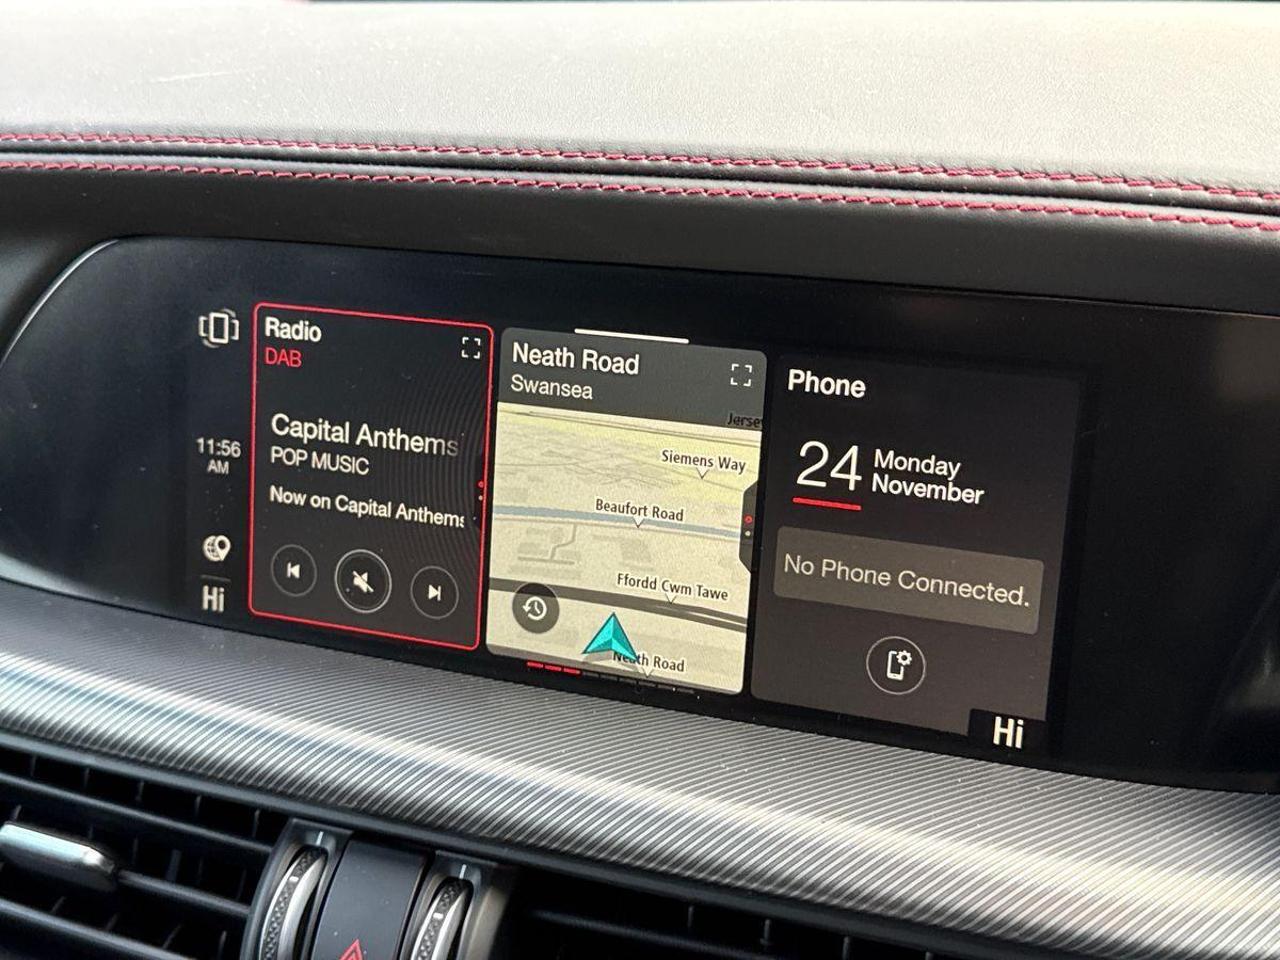 Radio
DAB
Capital Anthems
POP MUSIC
Now on Capital Anthems
11:56
AM
Hi
Neath Road
Swansea
Jersey
Siemens Way
Beaufort Road
Ffordd Cwm Tawe
Neath Road
Phone
24
Monday
November
No Phone Connected.
Hi